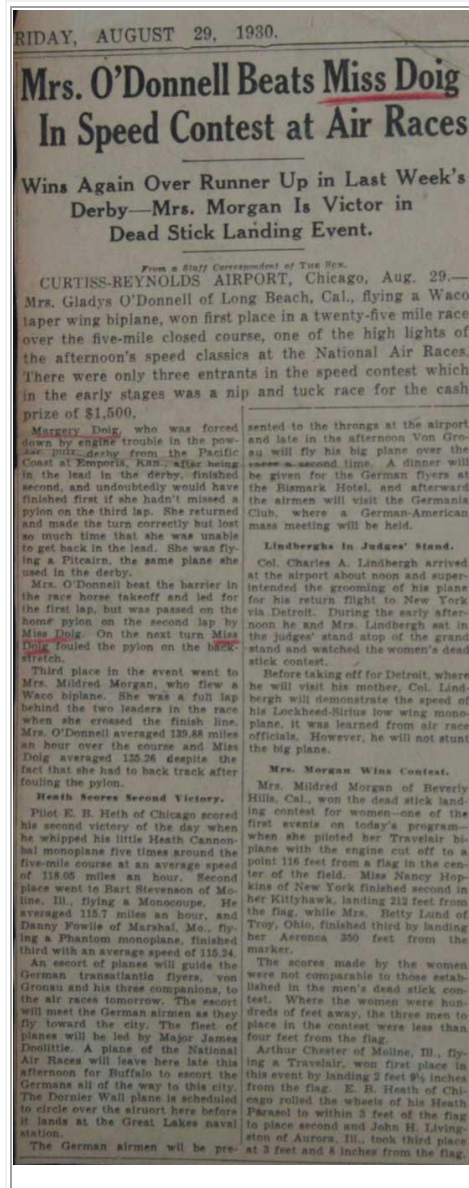 RIDAY, AUGUST 29, 1930.
Mrs. O'Donnell Beats Miss Doig
In Speed Contest at Air Races
Wins Again Over Runner Up in Last Week's
Derby—Mrs. Morgan Is Victor in
Dead Stick Landing Event.
From a Staff Correspondent of THE SUN.
CURTISS-REYNOLDS AIRPORT, Chicago, Aug. 29.—
Mrs. Gladys O'Donnell of Long Beach, Cal., flying a Waco
taper wing biplane, won first place in a twenty-five mile race
over the five-mile closed course, one of the high lights of
the afternoon's speed classics at the National Air Races.
There were only three entrants in the speed contest which
in the early stages was a nip and tuck race for the cash
prize of $1,500.
Margery Doig, who was forced
down by engine trouble in the pow-
der puff derby from the Pacific
Coast at Emporia, Kan., after being
in the lead in the derby, finished
second, and undoubtedly would have
finished first if she hadn't missed a
pylon on the third lap. She returned
and made the turn correctly but lost
so much time that she was unable
to get back in the lead. She was fly-
ing a Pitcairn, the same plane she
used in the derby.
Mrs. O'Donnell beat the barrier in
the race horse takeoff and led for
the first lap, but was passed on the
home pylon on the second lap by
Miss Doig. On the next turn Miss
Doig fouled the pylon on the back-
stretch.
Third place in the event went to
Mrs. Mildred Morgan, who flew a
Waco biplane. She was a full lap
behind the two leaders in the race
when she crossed the finish line.
Mrs. O'Donnell averaged 139.88 miles
an hour over the course and Miss
Doig averaged 135.26 despite the
fact that she had to back track after
fouling the pylon.
Heath Scores Second Victory.
Pilot E. B. Heth of Chicago scored
his second victory of the day when
he whipped his little Heath Cannon-
bal monoplane five times around the
five-mile course at an average speed
of 118.05 miles an hour. Second
place went to Bart Stevenson of Mo-
line, Ill., flying a Monocoupe. He
averaged 115.7 miles an hour, and
Danny Fowlie of Marshal, Mo., fly-
ing a Phantom monoplane, finished
third with an average speed of 115.24.
An escort of planes will guide the
German transatlantic flyers, von
Gronau and his three companions, to
the air races tomorrow. The escort
will meet the German airmen as they
fly toward the city. The fleet of
planes will be led by Major James
Doolittle. A plane of the National
Air Races will leave here late this
afternoon for Buffalo to escort the
Germans all of the way to this city.
The Dornier Wall plane is scheduled
to circle over the airport here before
it lands at the Great Lakes naval
station.
The German airmen wil be pre-
sented to the throngs at the airport
and late in the afternoon Von Gro-
au will fly his big plane over the
races a second time. A dinner will
be given for the German flyers at
the Bismark Hotel, and afterward
the airmen will visit the Germania
Club, where a German-American
mass meeting will be held.
Lindberghs in Judges' Stand.
Col. Charles A. Lindbergh arrived
at the airport about noon and super-
intended the grooming of his plane
for his return flight to New York
via Detroit. During the early after-
noon he and Mrs. Lindbergh sat in
the judges' stand atop of the grand
stand and watched the women's dead
stick contest.
Before taking off for Detroit, where
he will visit his mother, Col. Lind-
bergh will demonstrate the speed of
his Lockheed-Sirius low wing mono-
plane, it was learned from air race
officials. However, he will not stunt
the big plane.
Mrs. Morgan Wins Contest.
Mrs. Mildred Morgan of Beverly
Hills, Cal., won the dead stick land-
ing contest for women—one of the
first events on today's program—
when she piloted her Travelair bi-
plane with the engine cut off to a
point 116 feet from a flag in the cen-
ter of the field. Miss Nancy Hop-
kins of New York finished second in
her Kittyhawk, landing 212 feet from
the flag, while Mrs. Betty Lund of
Troy, Ohio, finished third by landing
her Aeronca 350 feet from the
marker.
The scores made by the women
were not comparable to those estab-
lished in the men's dead stick con-
test. Where the women were hun-
dreds of feet away, the three men to
place in the contest were less than
four feet from the flag.
Arthur Chester of Moline, Ill., fly-
ing a Travelair, won first place in
this event by landing 2 feet 9½ inches
from the flag. E. B. Heath of Chi-
cago rolled the wheels of his Heath
Parasol to within 3 feet of the flag
to place second and John H. Living-
ston of Aurora, Ill., took third place
at 3 feet and 8 inches from the flag.